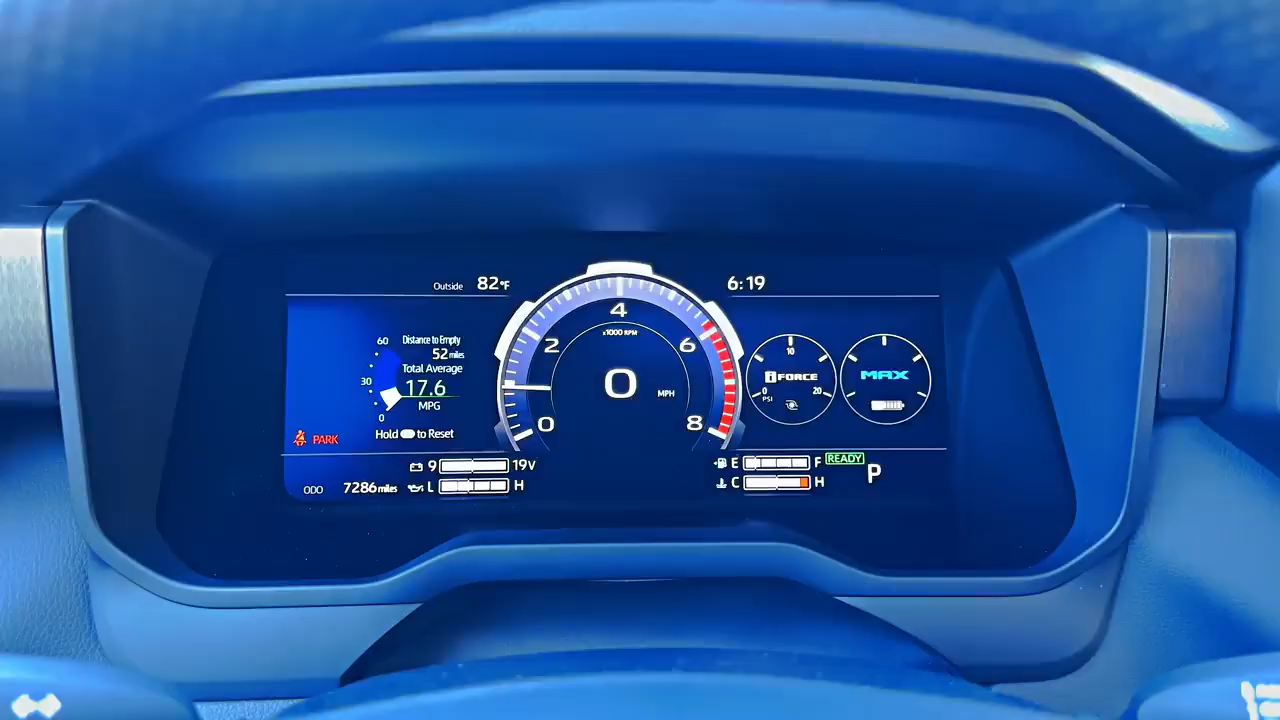 Outside 82°F
6:19
60
Distance to Empty
52 miles
Total Average
30
17.6
MPG
0
Hold to Reset
PARK
ODO 7286 miles
9 19V
L H
0
2
4
6
8
x1000 RPM
0
MPH
10
iFORCE
0 20
PSI
MAX
E F
C H
READY
P